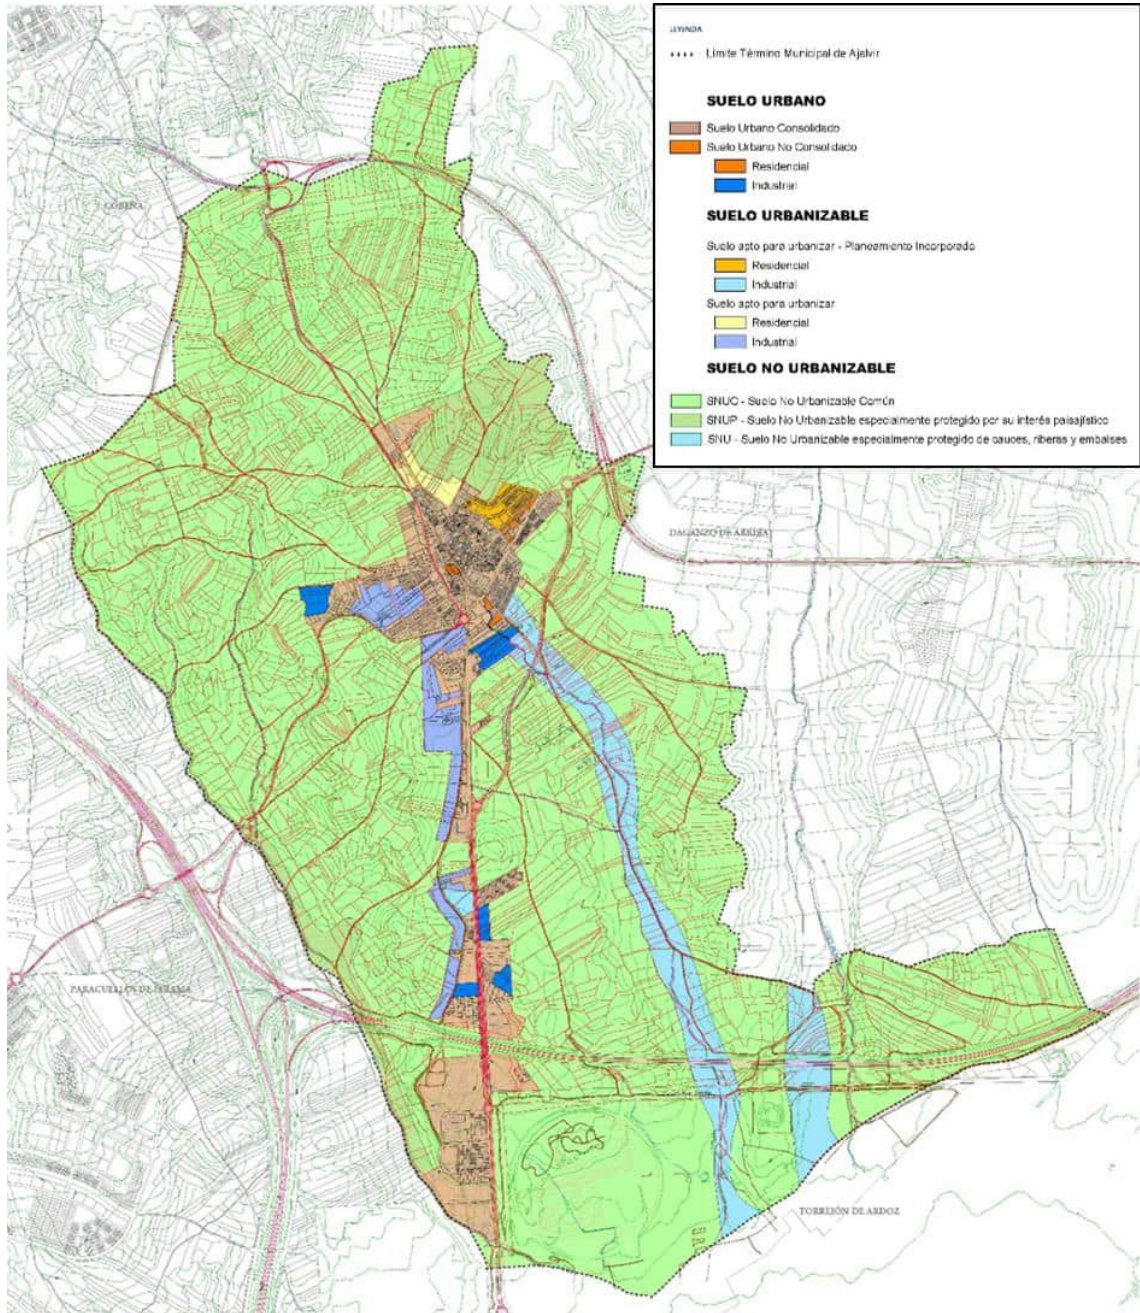 LEYENDA
Límite Término Municipal de Ajalvir
SUELO URBANO
Suelo Urbano Consolidado
Suelo Urbano No Consolidado
Residencial
Industrial
SUELO URBANIZABLE
Suelo apto para urbanizar - Planeamiento Incorporado
Residencial
Industrial
Suelo apto para urbanizar
Residencial
Industrial
SUELO NO URBANIZABLE
SNUC - Suelo No Urbanizable Común
SNUP - Suelo No Urbanizable especialmente protegido por su interés paisajístico
SNU - Suelo No Urbanizable especialmente protegido de cauces, riberas y embalses
COBEÑA
DAGANZO DE ARRIBA
PARACUELLOS DE JARAMA
TORREJÓN DE ARDOZ